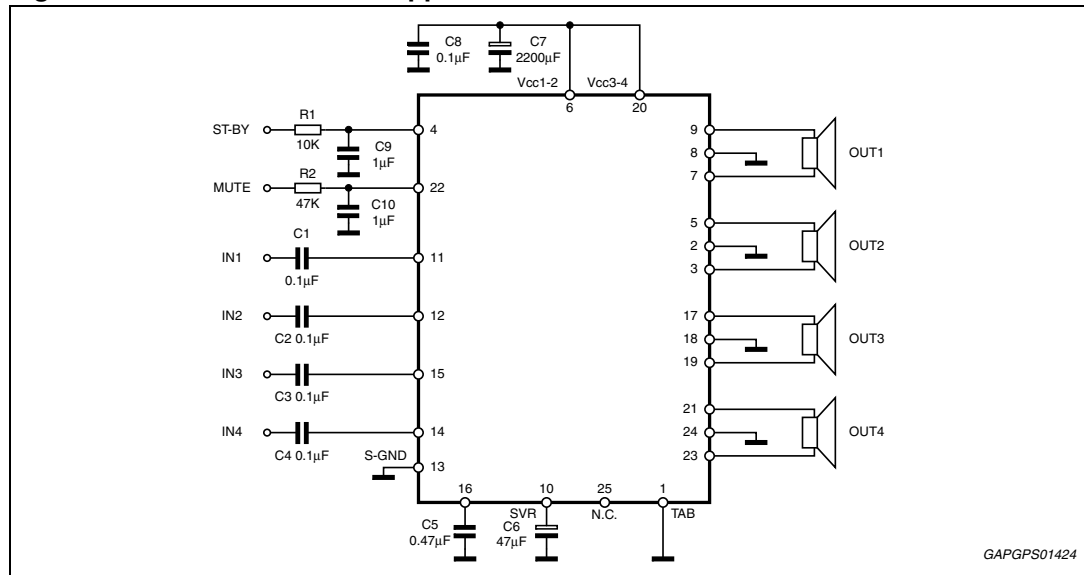 C8
0.1µF
C7
2200µF
Vcc1-2
Vcc3-4
6
20
ST-BY
R1
10K
4
C9
1µF
MUTE
R2
47K
22
C10
1µF
IN1
C1
0.1µF
11
IN2
C2 0.1µF
12
IN3
C3 0.1µF
15
IN4
C4 0.1µF
14
S-GND
13
16
10
25
1
SVR
N.C.
TAB
C5
0.47µF
C6
47µF
9
8
7
OUT1
5
2
3
OUT2
17
18
19
OUT3
21
24
23
OUT4
GAPGPS01424